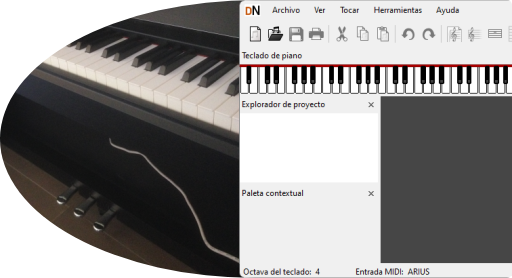 DN Archivo Ver Tocar Herramientas Ayuda
Teclado de piano
Explorador de proyecto ×
Paleta contextual ×
Octava del teclado: 4 Entrada MIDI: ARIUS